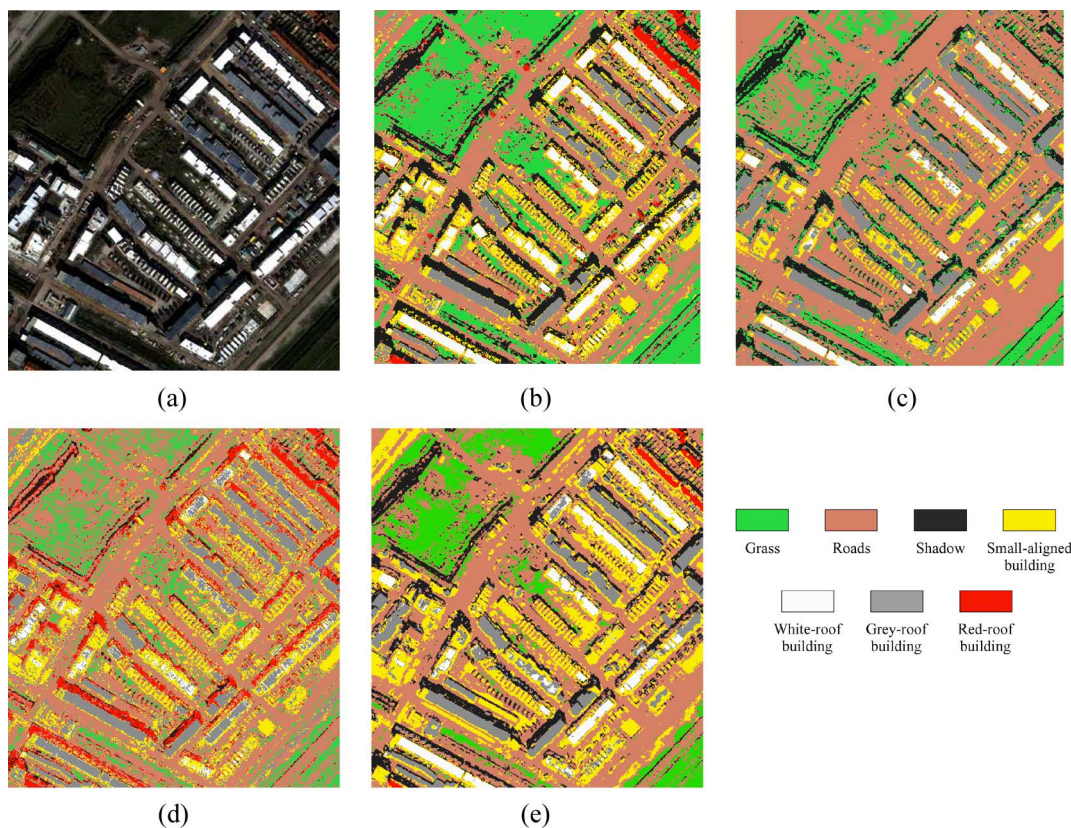 (a)
(b)
(c)
(d)
(e)
Grass
Roads
Shadow
Small-aligned
building
White-roof
building
Grey-roof
building
Red-roof
building